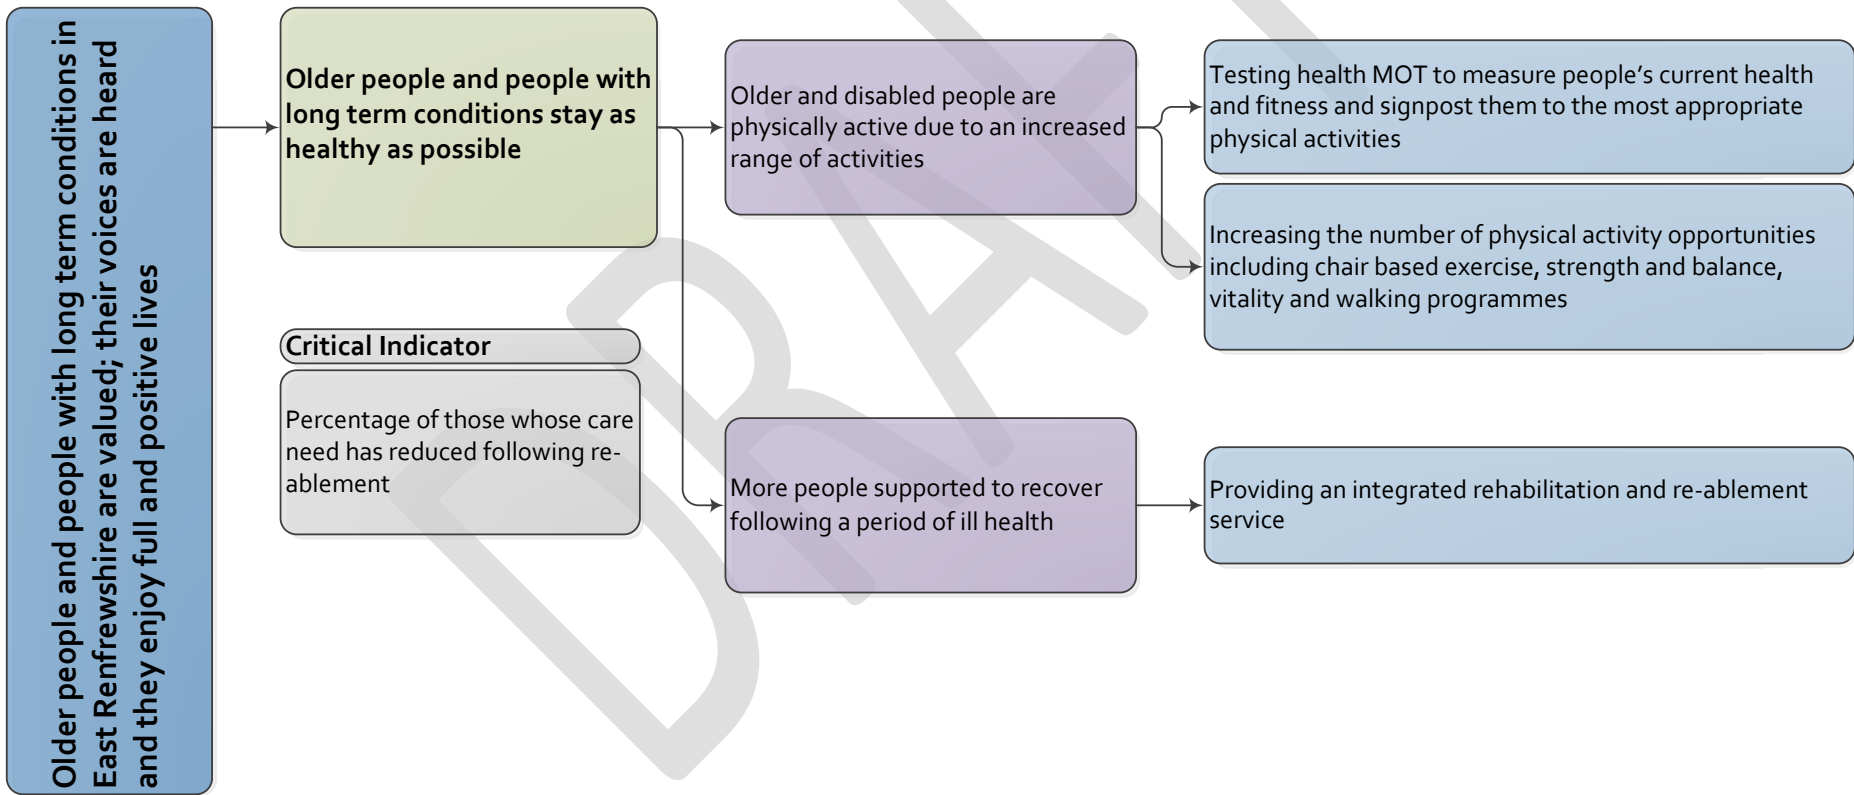 Older people and people with long term conditions in
East Renfrewshire are valued; their voices are heard
and they enjoy full and positive lives
Older people and people with
long term conditions stay as
healthy as possible
Critical Indicator
Percentage of those whose care
need has reduced following re-
ablement
Older and disabled people are
physically active due to an increased
range of activities
More people supported to recover
following a period of ill health
Testing health MOT to measure people’s current health
and fitness and signpost them to the most appropriate
physical activities
Increasing the number of physical activity opportunities
including chair based exercise, strength and balance,
vitality and walking programmes
Providing an integrated rehabilitation and re-ablement
service
DRAF